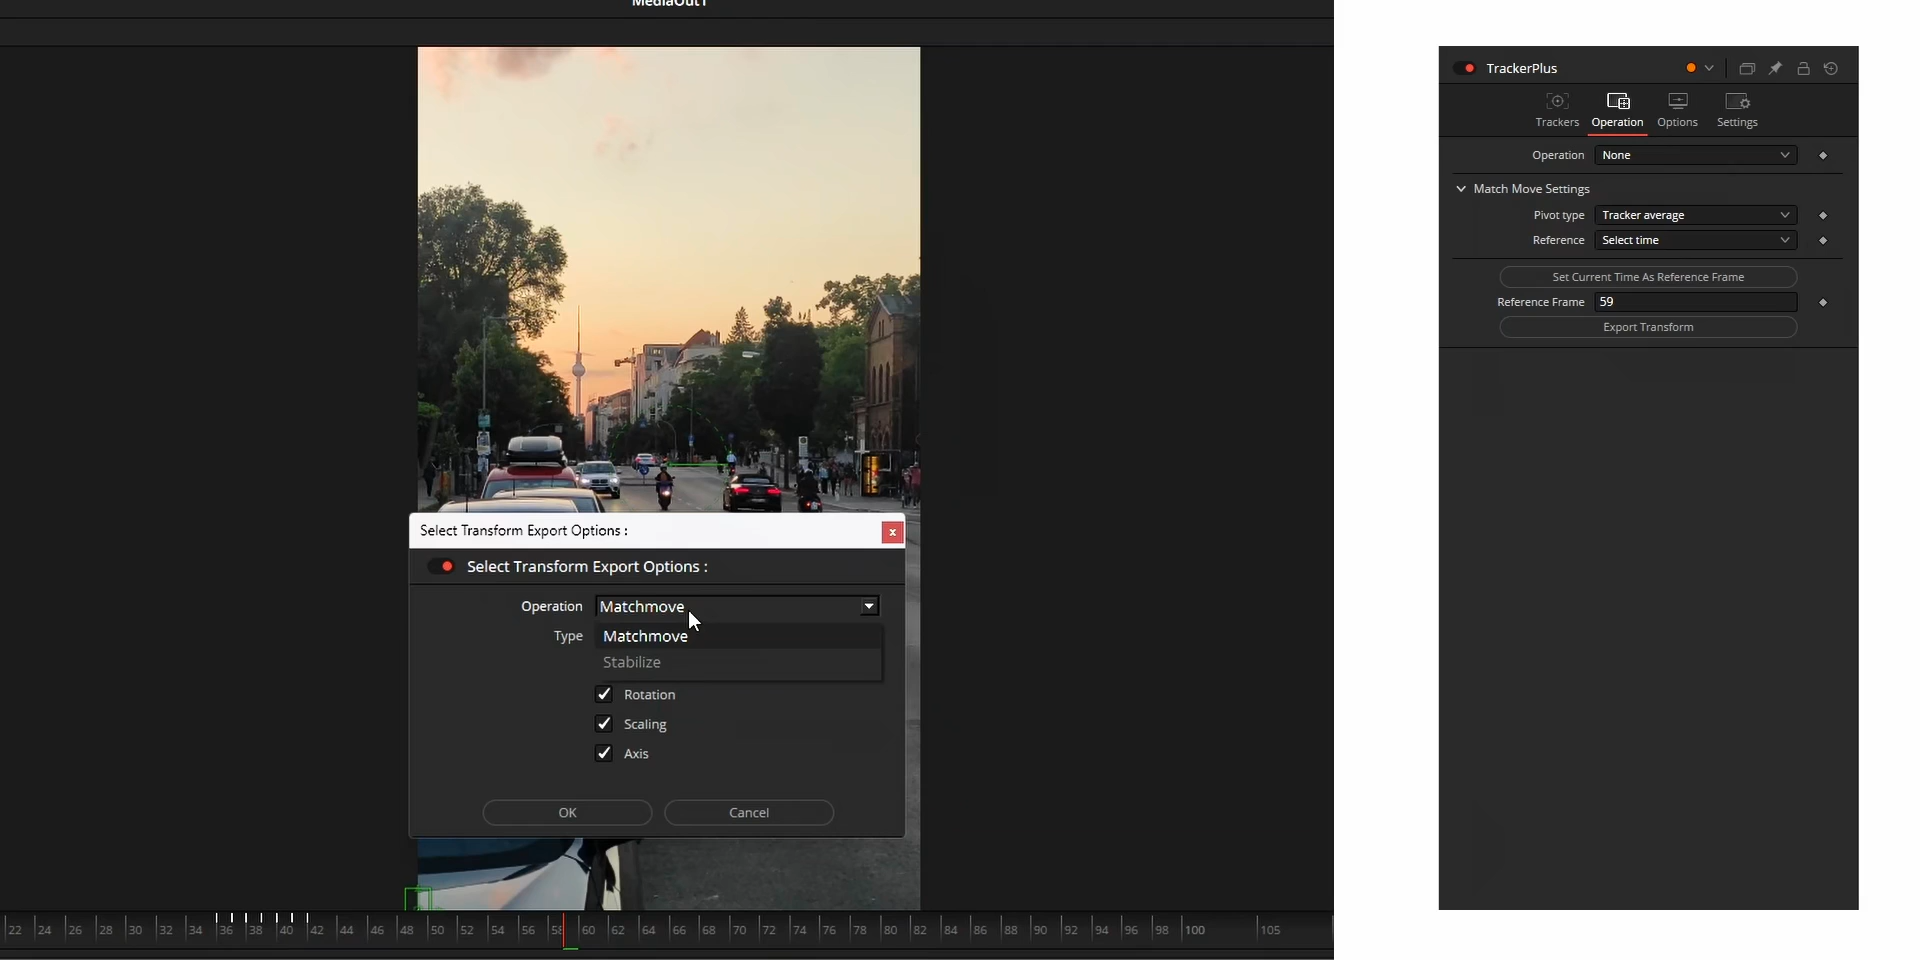 MediaOut1
TrackerPlus
Trackers
Operation
Options
Settings
Operation
None
Match Move Settings
Pivot type
Tracker average
Reference
Select time
Set Current Time As Reference Frame
Reference Frame
59
Export Transform
Select Transform Export Options :
x
Select Transform Export Options :
Operation
Matchmove
Type
Matchmove
Stabilize
Rotation
Scaling
Axis
OK
Cancel
22 24 26 28 30 32 34 36 38 40 42 44 46 48 50 52 54 56 60 62 64 66 68 70 72 74 76 78 80 82 84 86 88 90 92 94 96 98 100 105